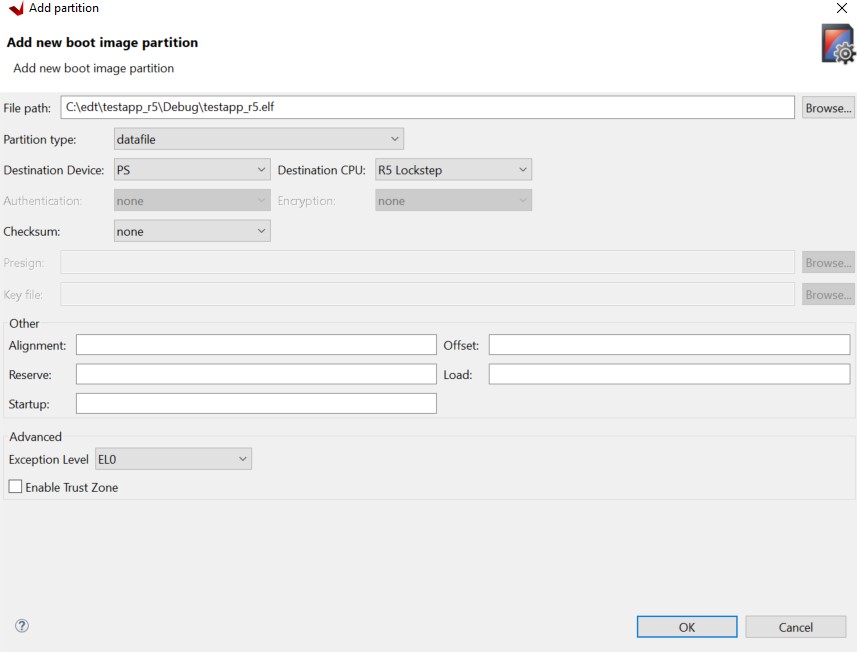 Add partition
Add new boot image partition
Add new boot image partition
File path: C:\edt\testapp_r5\Debug\testapp_r5.elf Browse...
Partition type: datafile
Destination Device: PS Destination CPU: R5 Lockstep
Authentication: none Encryption: none
Checksum: none
Presign: Browse...
Key file: Browse...
Other
Alignment: Offset:
Reserve: Load:
Startup:
Advanced
Exception Level EL0
Enable Trust Zone
? OK Cancel